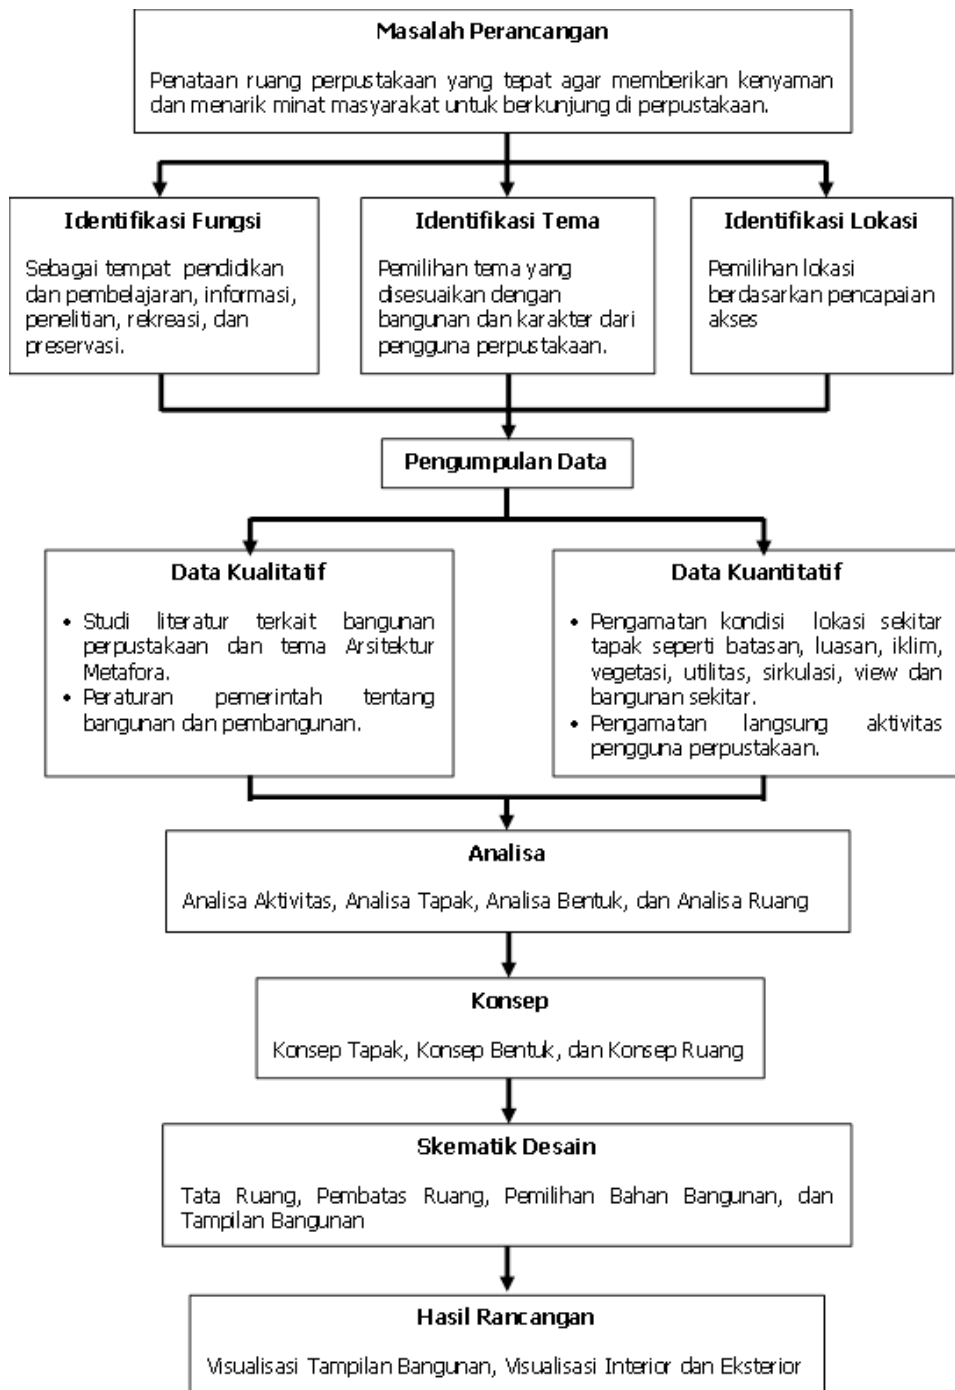 Masalah Perancangan
Penataan ruang perpustakaan yang tepat agar memberikan kenyaman
dan menarik minat masyarakat untuk berkunjung di perpustakaan.
Identifikasi Fungsi
Sebagai tempat pendidikan
dan pembelajaran, informasi,
penelitian, rekreasi, dan
preservasi.
Identifikasi Tema
Pemilihan tema yang
disesuaikan dengan
bangunan dan karakter dari
pengguna perpustakaan.
Identifikasi Lokasi
Pemilihan lokasi
berdasarkan pencapaian
akses
Pengumpulan Data
Data Kualitatif
• Studi literatur terkait bangunan
perpustakaan dan tema Arsitektur
Metafora.
• Peraturan pemerintah tentang
bangunan dan pembangunan.
Data Kuantitatif
• Pengamatan kondisi lokasi sekitar
tapak seperti batasan, luasan, iklim,
vegetasi, utilitas, sirkulasi, view dan
bangunan sekitar.
• Pengamatan langsung aktivitas
pengguna perpustakaan.
Analisa
Analisa Aktivitas, Analisa Tapak, Analisa Bentuk, dan Analisa Ruang
Konsep
Konsep Tapak, Konsep Bentuk, dan Konsep Ruang
Skematik Desain
Tata Ruang, Pembatas Ruang, Pemilihan Bahan Bangunan, dan
Tampilan Bangunan
Hasil Rancangan
Visualisasi Tampilan Bangunan, Visualisasi Interior dan Eksterior